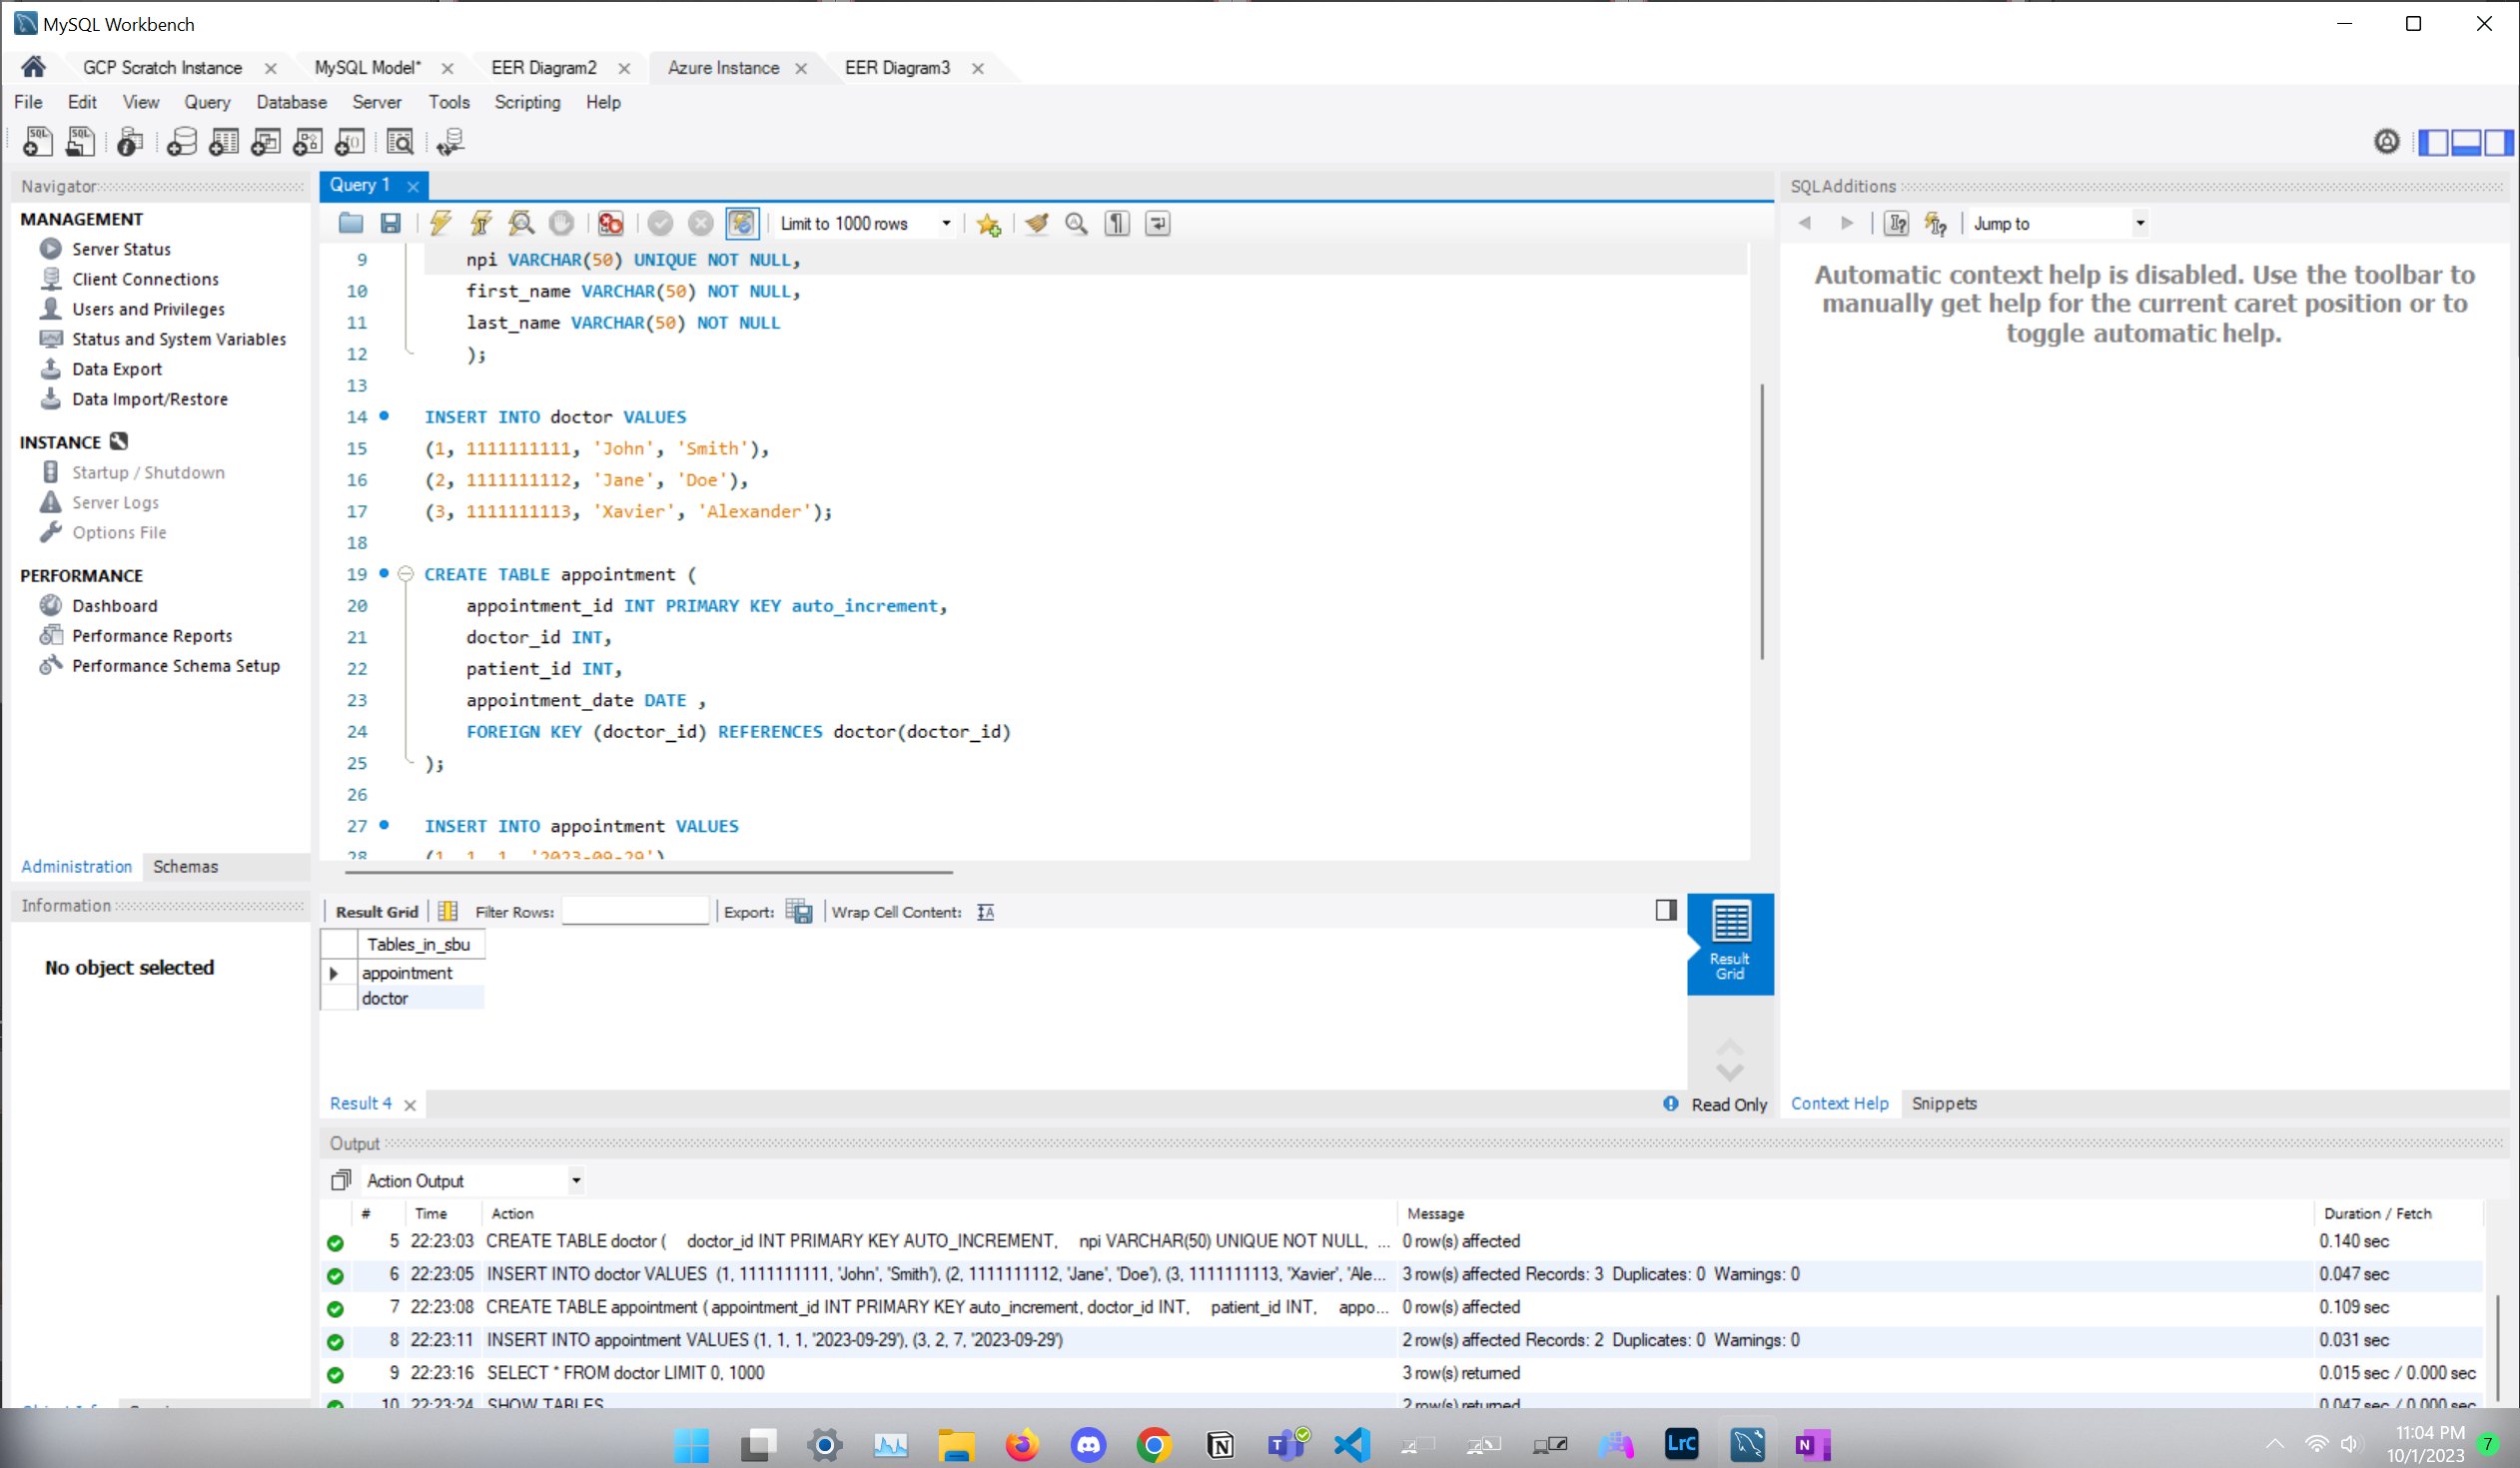 MySQL Workbench
GCP Scratch Instance
MySQL Model*
EER Diagram2
Azure Instance
EER Diagram3
File Edit View Query Database Server Tools Scripting Help
Navigator
MANAGEMENT
Server Status
Client Connections
Users and Privileges
Status and System Variables
Data Export
Data Import/Restore
INSTANCE
Startup / Shutdown
Server Logs
Options File
PERFORMANCE
Dashboard
Performance Reports
Performance Schema Setup
Administration Schemas
Information
No object selected
Query 1
Limit to 1000 rows
9 npi VARCHAR(50) UNIQUE NOT NULL,
10 first_name VARCHAR(50) NOT NULL,
11 last_name VARCHAR(50) NOT NULL
12 );
13
14 INSERT INTO doctor VALUES
15 (1, 1111111111, 'John', 'Smith'),
16 (2, 1111111112, 'Jane', 'Doe'),
17 (3, 1111111113, 'Xavier', 'Alexander');
18
19 CREATE TABLE appointment (
20 appointment_id INT PRIMARY KEY auto_increment,
21 doctor_id INT,
22 patient_id INT,
23 appointment_date DATE ,
24 FOREIGN KEY (doctor_id) REFERENCES doctor(doctor_id)
25 );
26
27 INSERT INTO appointment VALUES
28 (1, 1, 1, '2023-09-29')
Result Grid Filter Rows: Export: Wrap Cell Content:
Tables_in_sbu
appointment
doctor
Result Grid
Result 4
Read Only
SQLAdditions
Jump to
Automatic context help is disabled. Use the toolbar to
manually get help for the current caret position or to
toggle automatic help.
Context Help Snippets
Output
Action Output
# Time Action Message Duration / Fetch
5 22:23:03 CREATE TABLE doctor ( doctor_id INT PRIMARY KEY AUTO_INCREMENT, npi VARCHAR(50) UNIQUE NOT NULL, ... 0 row(s) affected 0.140 sec
6 22:23:05 INSERT INTO doctor VALUES (1, 1111111111, 'John', 'Smith'), (2, 1111111112, 'Jane', 'Doe'), (3, 1111111113, 'Xavier', 'Ale... 3 row(s) affected Records: 3 Duplicates: 0 Warnings: 0 0.047 sec
7 22:23:08 CREATE TABLE appointment ( appointment_id INT PRIMARY KEY auto_increment, doctor_id INT, patient_id INT, appo... 0 row(s) affected 0.109 sec
8 22:23:11 INSERT INTO appointment VALUES (1, 1, 1, '2023-09-29'), (3, 2, 7, '2023-09-29') 2 row(s) affected Records: 2 Duplicates: 0 Warnings: 0 0.031 sec
9 22:23:16 SELECT * FROM doctor LIMIT 0, 1000 3 row(s) returned 0.015 sec / 0.000 sec
10 22:23:24 SHOW TABLES 2 row(s) returned 0.047 sec / 0.000 sec
LrC
11:04 PM
10/1/2023
7